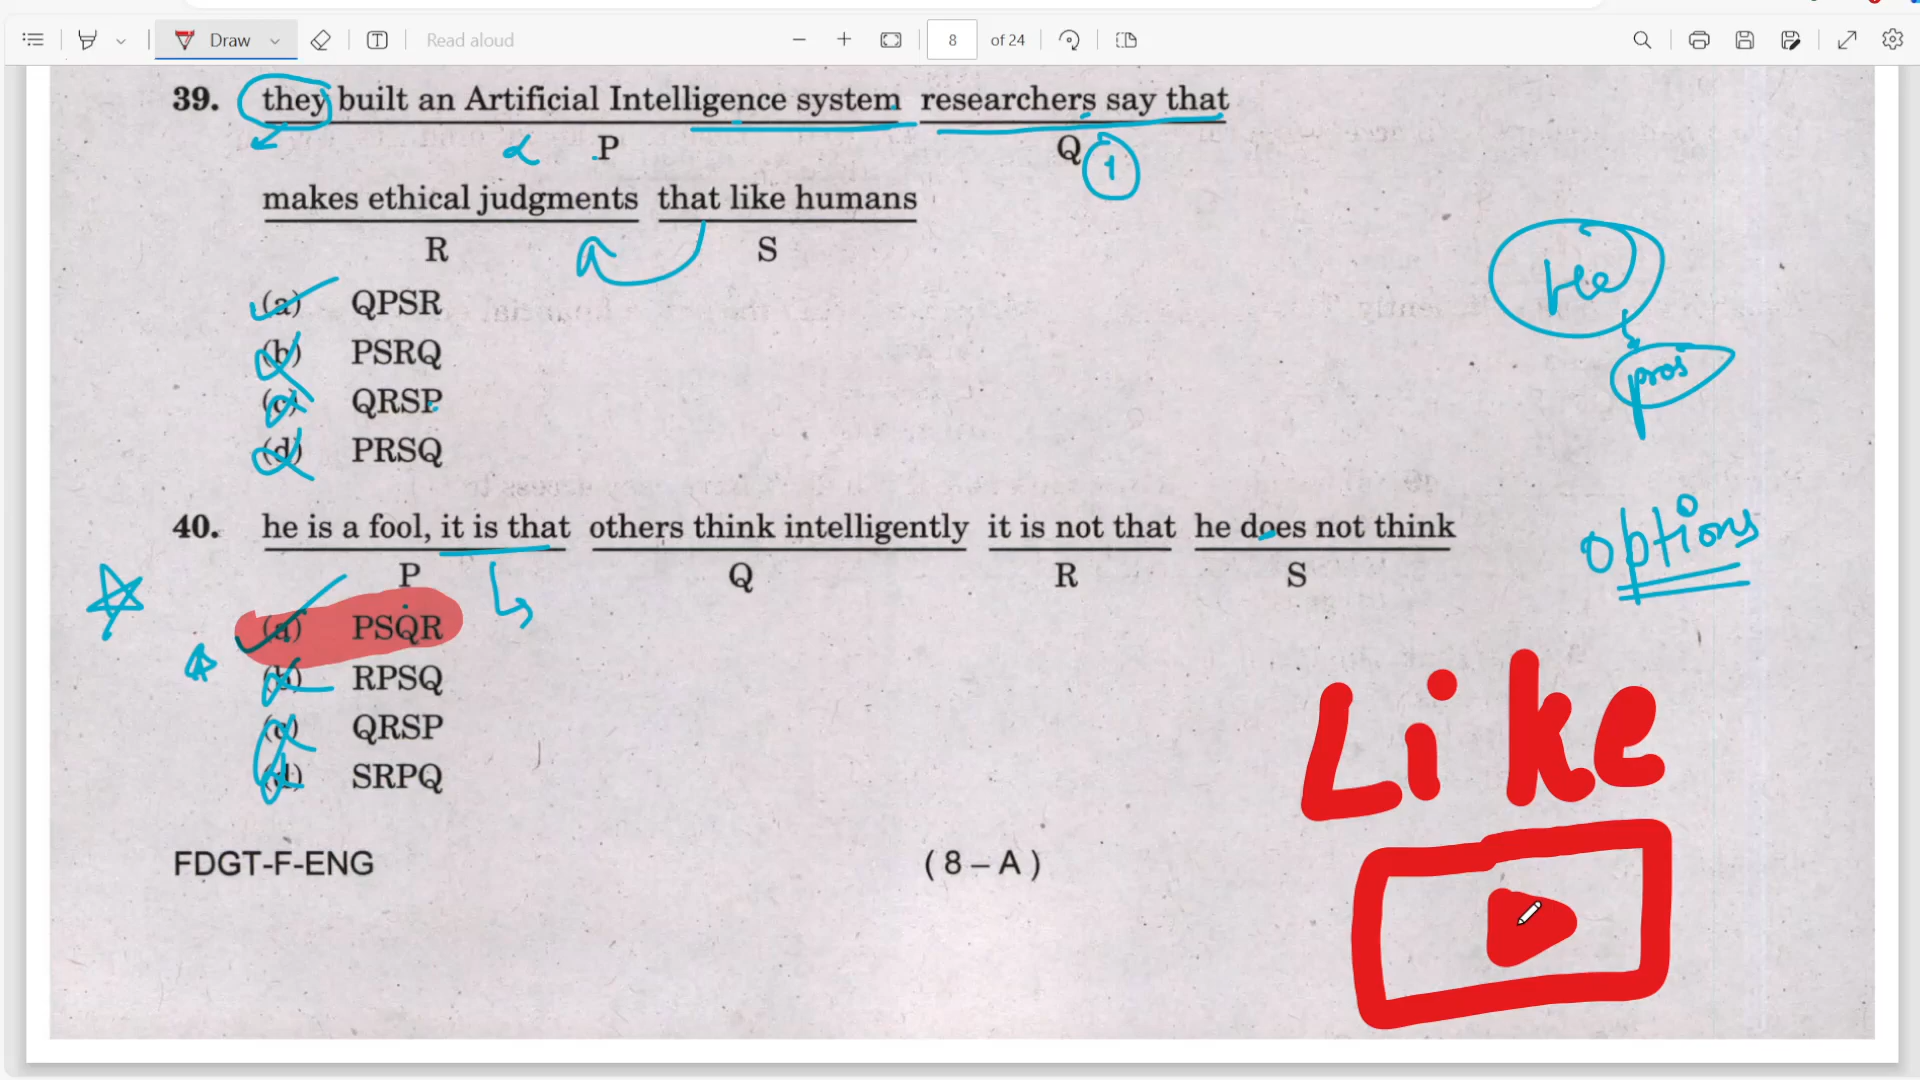 Draw Read aloud 8 of 24
39. they built an Artificial Intelligence system researchers say that
P Q 1
makes ethical judgments that like humans
R S
(a) QPSR
(b) PSRQ
(c) QRSP
(d) PRSQ
He
pros
40. he is a fool, it is that others think intelligently it is not that he does not think
P Q R S
options
(a) PSQR
(b) RPSQ
(c) QRSP
(d) SRPQ
Like
FDGT-F-ENG ( 8 – A )